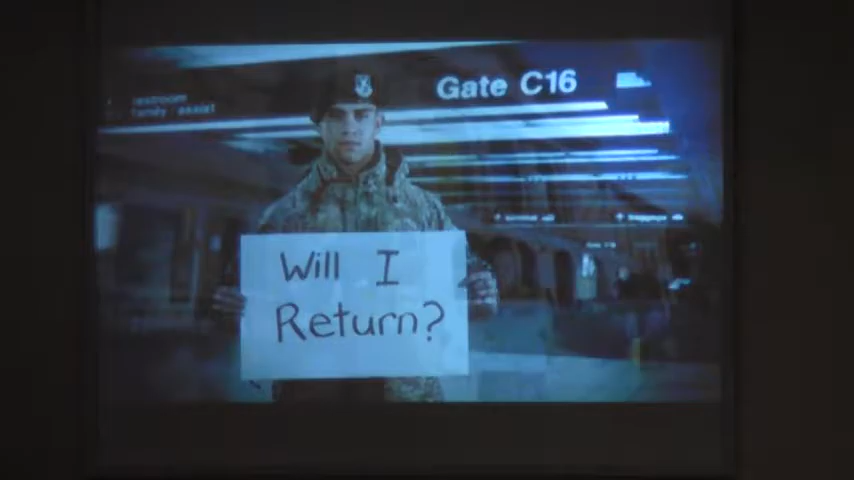 Gate C16
restroom
family assist
Will I
Return?